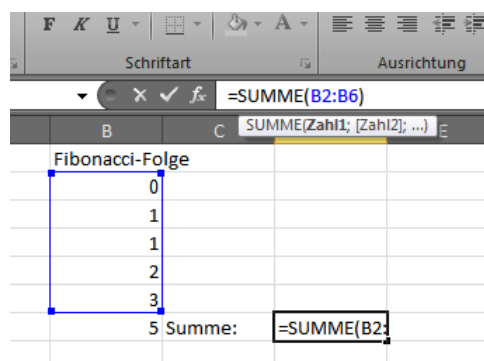 F K U A
Schriftart Ausrichtung
fx =SUMME(B2:B6)
SUMME(Zahl1; [Zahl2]; ...)
B C E
Fibonacci-Folge
0
1
1
2
3
5 Summe: =SUMME(B2: